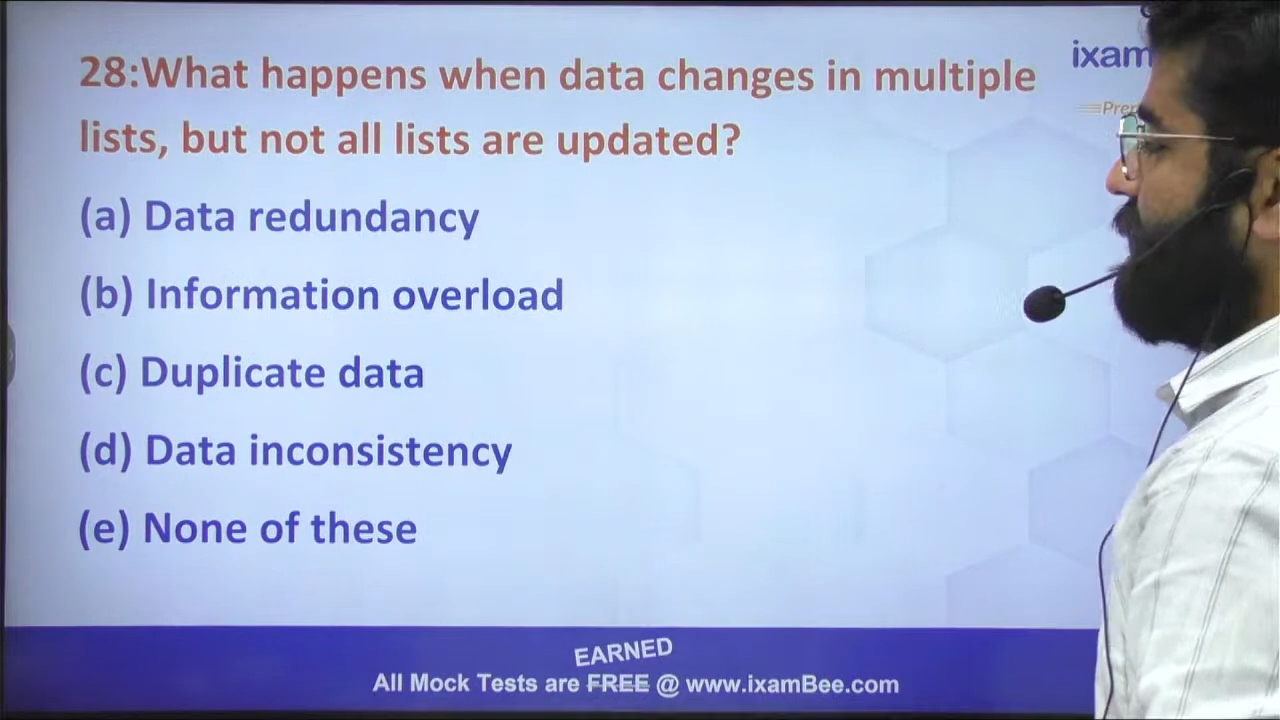 28:What happens when data changes in multiple
lists, but not all lists are updated?
(a) Data redundancy
(b) Information overload
(c) Duplicate data
(d) Data inconsistency
(e) None of these
ixam
Prep
EARNED
All Mock Tests are FREE @ www.ixamBee.com